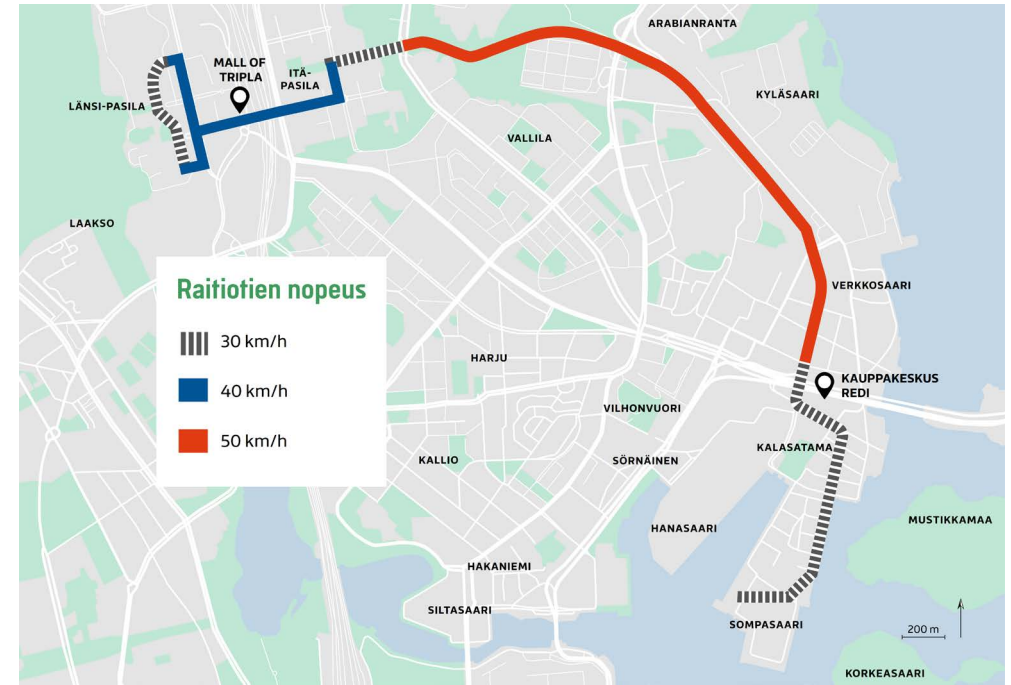 ARABIANRANTA
MALL OF
TRIPLA
ITÄ-
PASILA
LÄNSI-PASILA
KYLÄSAARI
VALLILA
LAAKSO
Raitiotien nopeus
30 km/h
40 km/h
50 km/h
VERKKOSAARI
HARJU
KAUPPAKESKUS
REDI
VILHONVUORI
KALLIO
SÖRNÄINEN
KALASATAMA
HANASAARI
MUSTIKKAMAA
HAKANIEMI
SILTASAARI
SOMPASAARI
200 m
KORKEASAARI